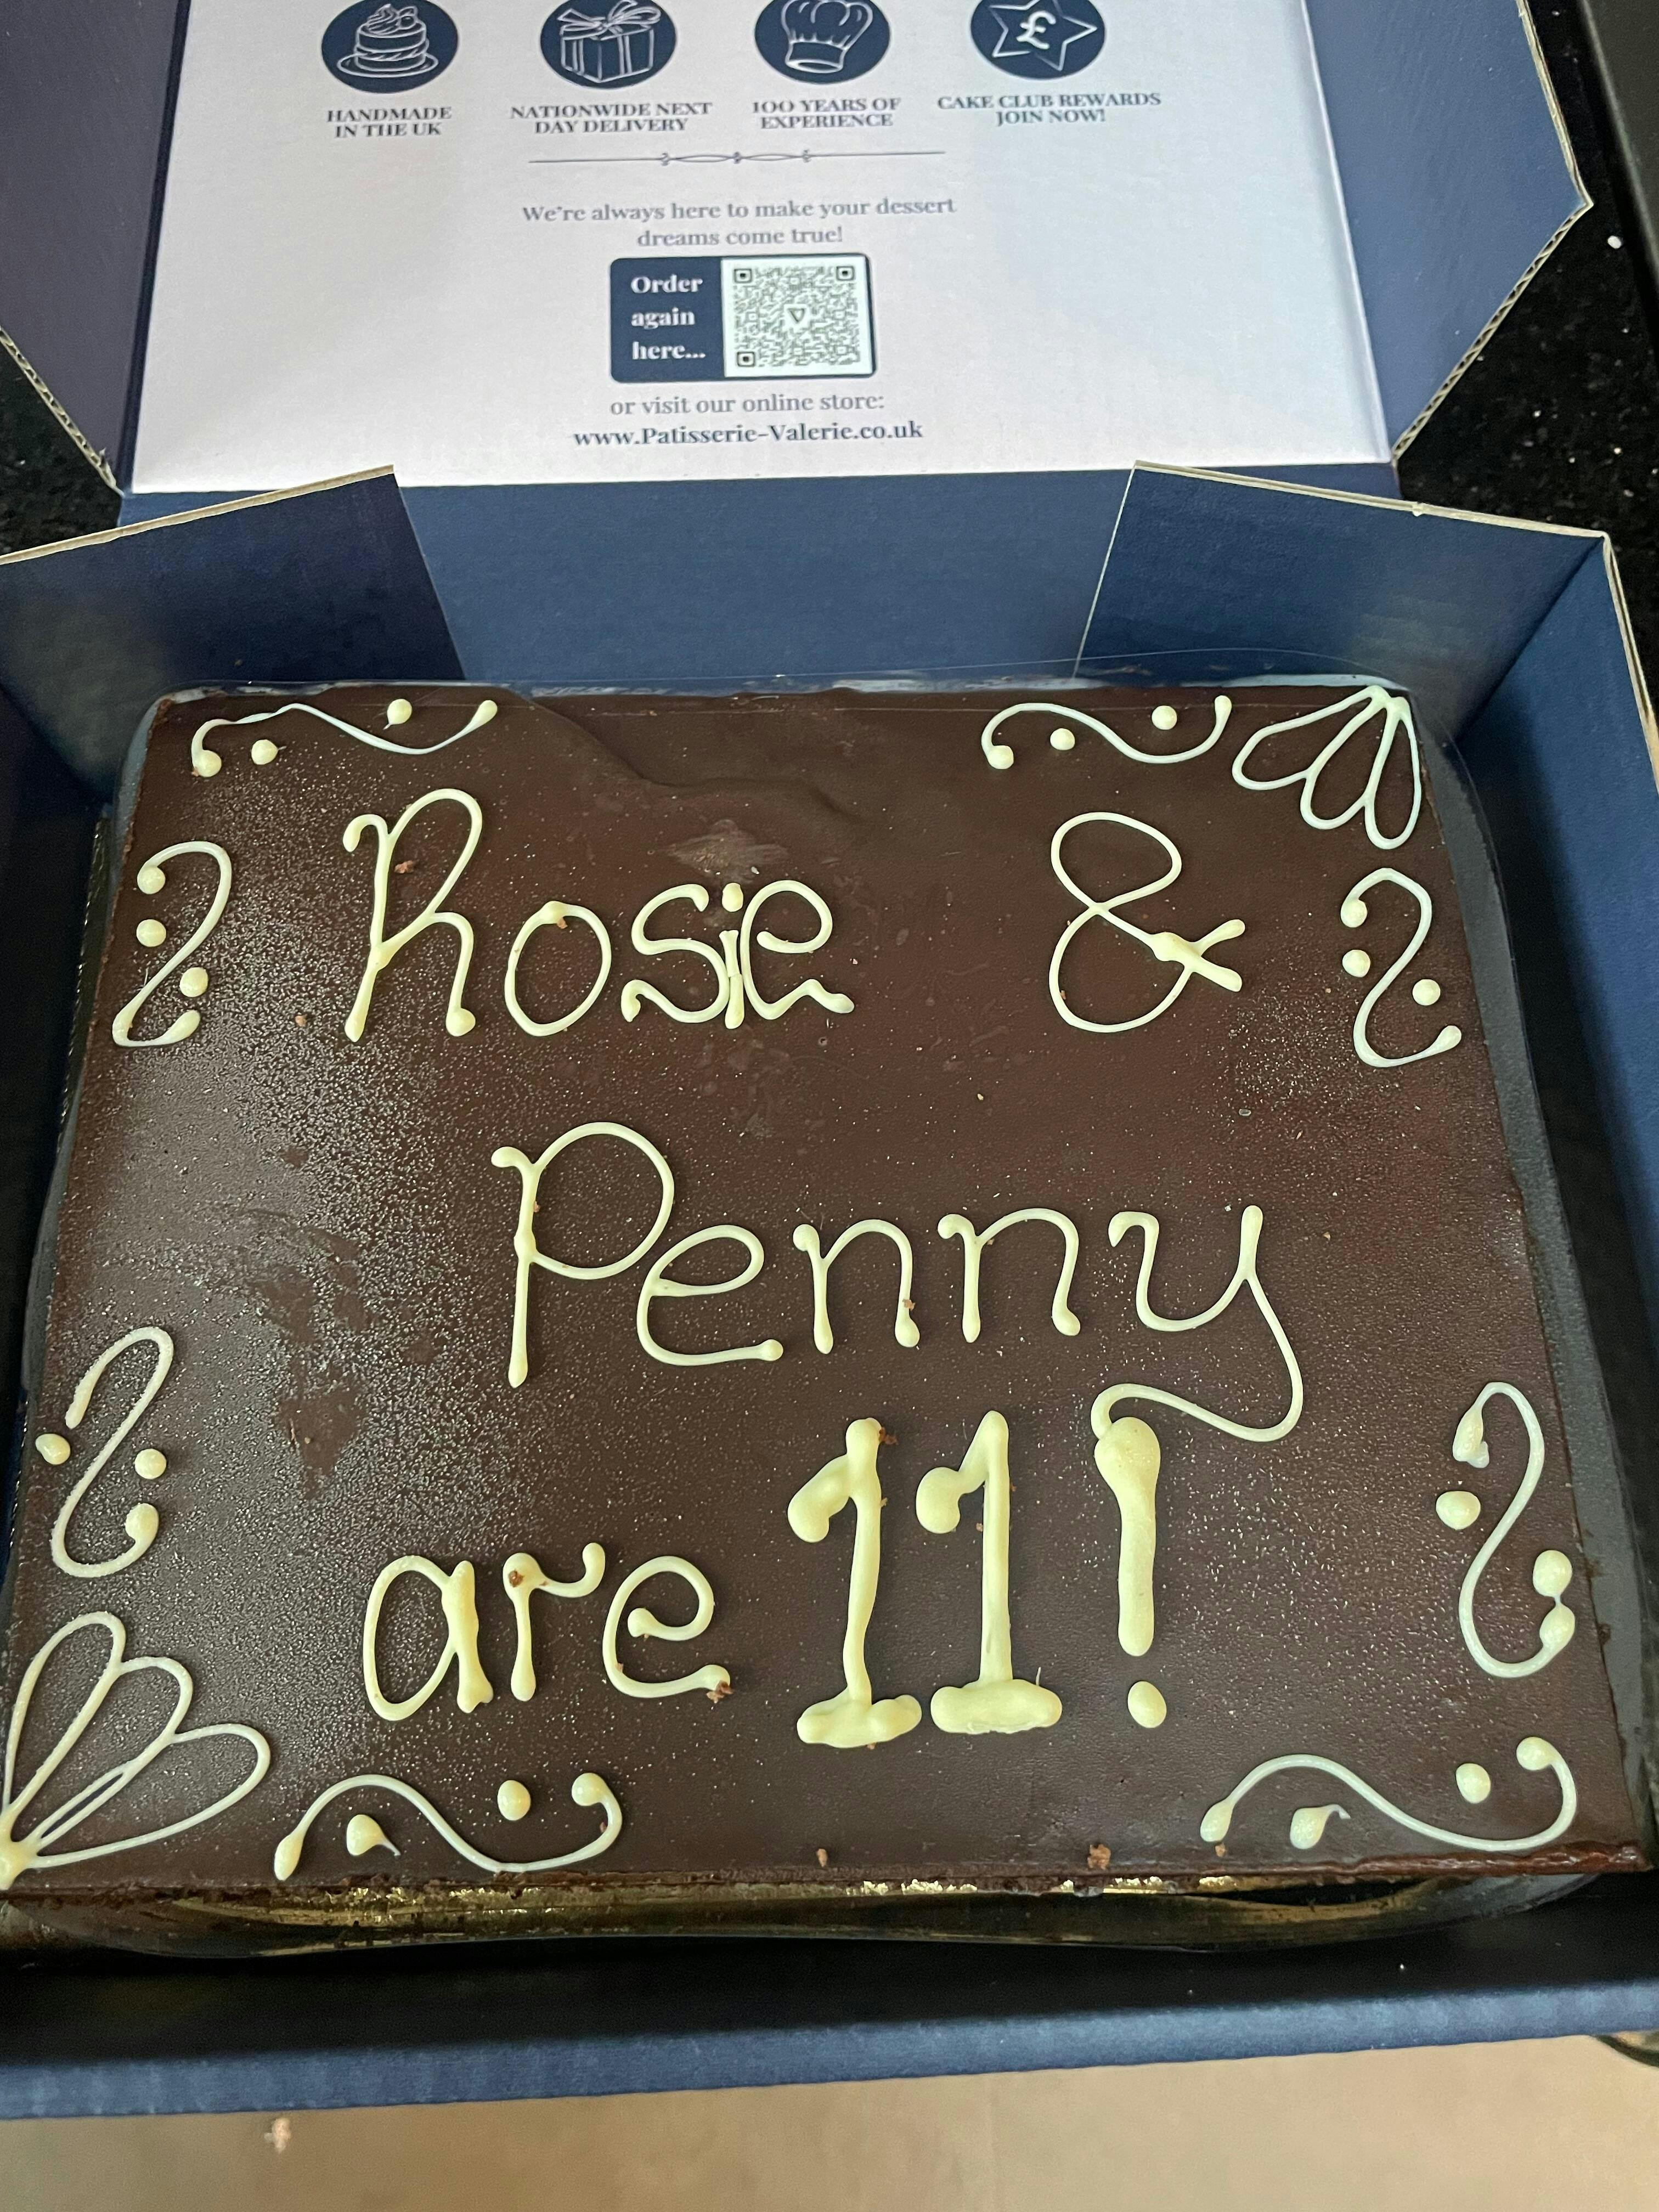 HANDMADE
IN THE UK
NATIONWIDE NEXT
DAY DELIVERY
100 YEARS OF
EXPERIENCE
£
CAKE CLUB REWARDS
JOIN NOW!
We're always here to make your dessert
dreams come true!
Order
again
here...
or visit our online store:
www.Patisserie-Valerie.co.uk
Rosie &
Penny
are 11!